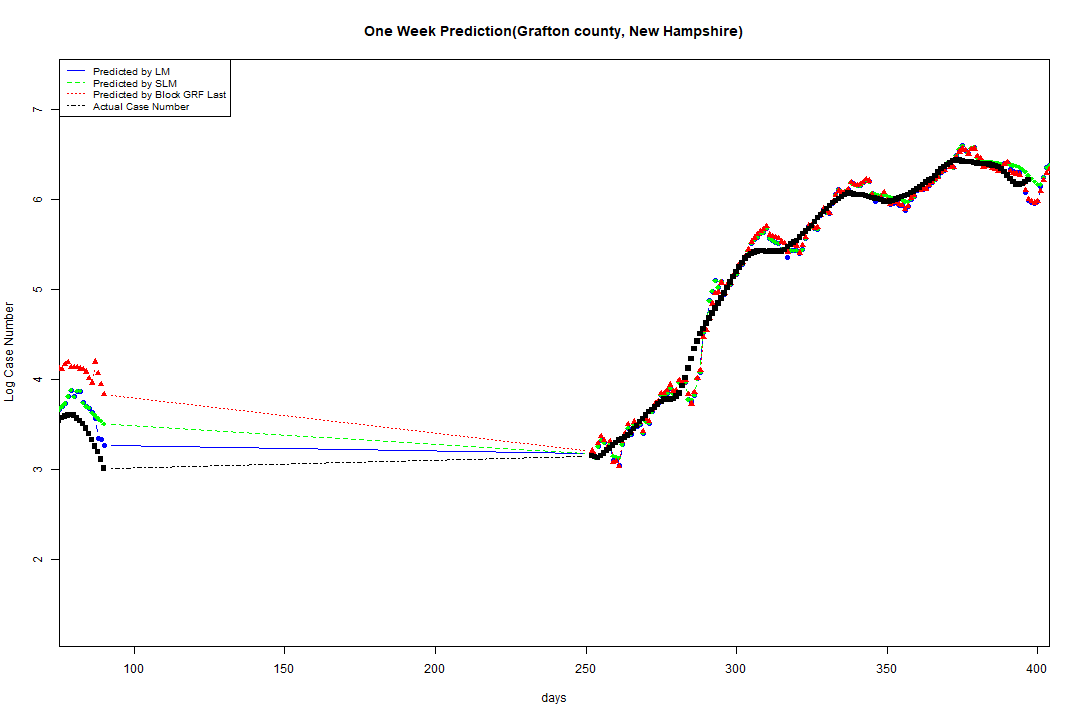 One Week Prediction(Grafton county, New Hampshire)
Predicted by LM
Predicted by SLM
Predicted by Block GRF Last
Actual Case Number
7
6
5
4
3
2
Log Case Number
100 150 200 250 300 350 400
days